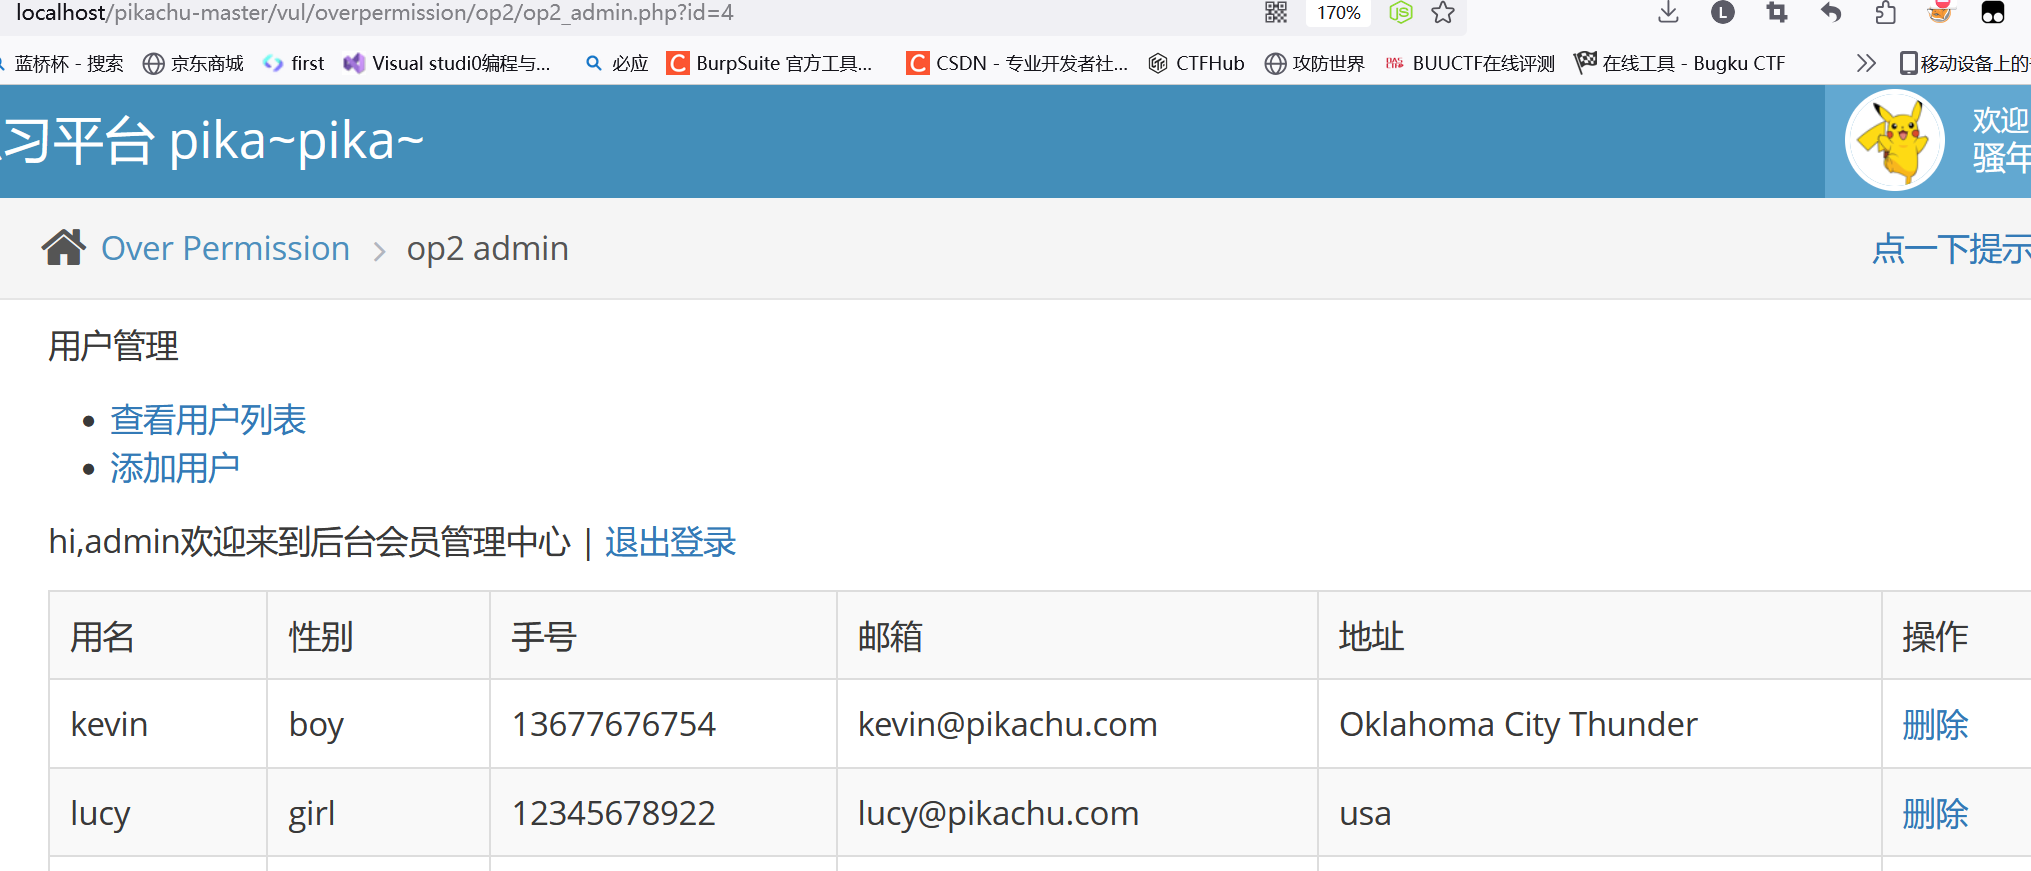 localhost/pikachu-master/vul/overpermission/op2/op2_admin.php?id=4 170%
蓝桥杯 - 搜索 京东商城 first Visual studi0编程与... 必应 BurpSuite 官方工具... CSDN - 专业开发者社... CTFHub 攻防世界 BUUCTF在线评测 在线工具 - Bugku CTF 移动设备上的
习平台 pika~pika~
欢迎
骚年
Over Permission op2 admin 点一下提示
用户管理
查看用户列表
添加用户
hi,admin欢迎来到后台会员管理中心 | 退出登录
用名 性别 手号 邮箱 地址 操作
kevin boy 13677676754 kevin@pikachu.com Oklahoma City Thunder 删除
lucy girl 12345678922 lucy@pikachu.com usa 删除